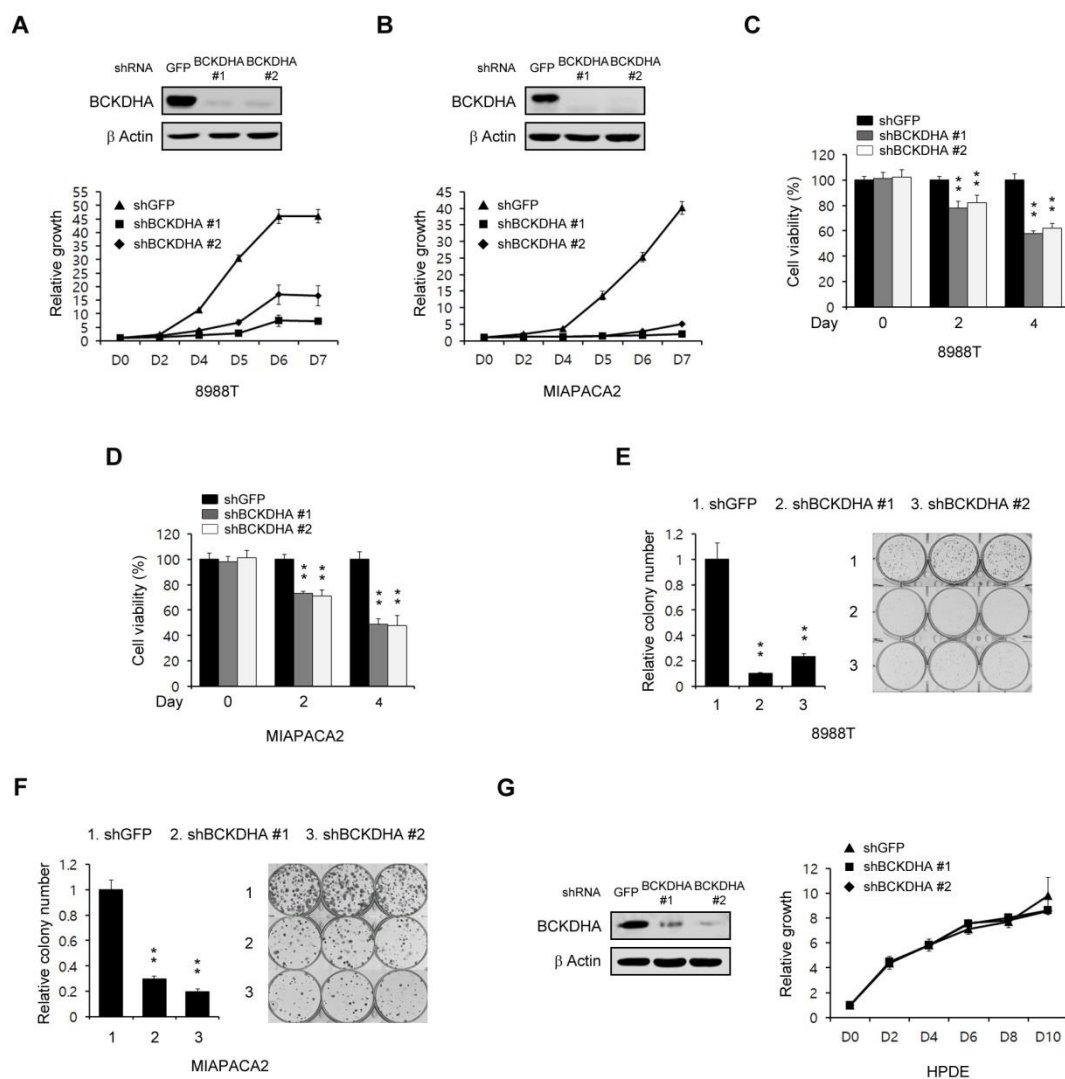 A
shRNA GFP BCKDHA #1 BCKDHA #2
BCKDHA
β Actin
Relative growth
55
50
45
40
35
30
25
20
15
10
5
0
shGFP
shBCKDHA #1
shBCKDHA #2
D0 D2 D4 D5 D6 D7
8988T
B
shRNA GFP BCKDHA #1 BCKDHA #2
BCKDHA
β Actin
Relative growth
45
40
35
30
25
20
15
10
5
0
shGFP
shBCKDHA #1
shBCKDHA #2
D0 D2 D4 D5 D6 D7
MIAPACA2
C
shGFP
shBCKDHA #1
shBCKDHA #2
Cell viability (%)
120
100
80
60
40
20
0
** ** ** **
Day 0 2 4
8988T
D
shGFP
shBCKDHA #1
shBCKDHA #2
Cell viability (%)
120
100
80
60
40
20
0
** ** ** **
Day 0 2 4
MIAPACA2
E
1. shGFP 2. shBCKDHA #1 3. shBCKDHA #2
Relative colony number
1.2
1
0.8
0.6
0.4
0.2
0
** **
1 2 3
1
2
3
8988T
F
1. shGFP 2. shBCKDHA #1 3. shBCKDHA #2
Relative colony number
1.2
1
0.8
0.6
0.4
0.2
0
** **
1 2 3
1
2
3
MIAPACA2
G
shRNA GFP BCKDHA #1 BCKDHA #2
BCKDHA
β Actin
shGFP
shBCKDHA #1
shBCKDHA #2
Relative growth
12
10
8
6
4
2
0
D0 D2 D4 D6 D8 D10
HPDE